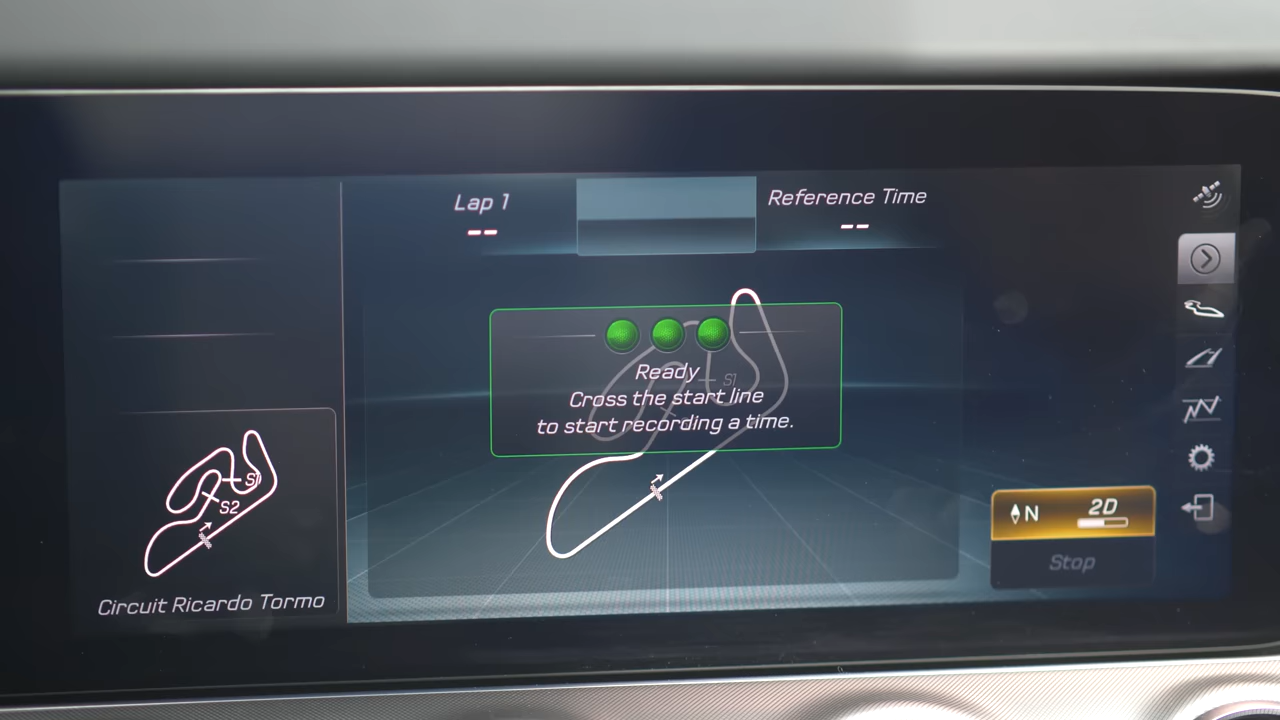 Lap 1
--
Reference Time
--
S1
Ready
Cross the start line
to start recording a time.
S1
S2
Circuit Ricardo Tormo
N
2D
Stop